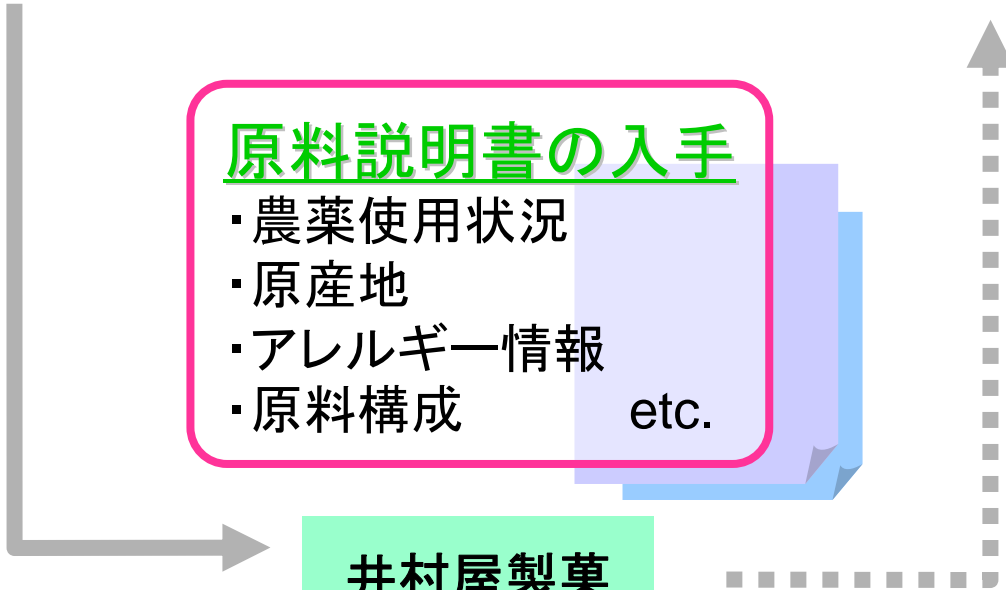 原料説明書の入手
・農薬使用状況
・原産地
・アレルギー情報
・原料構成 etc.
井村屋製菓